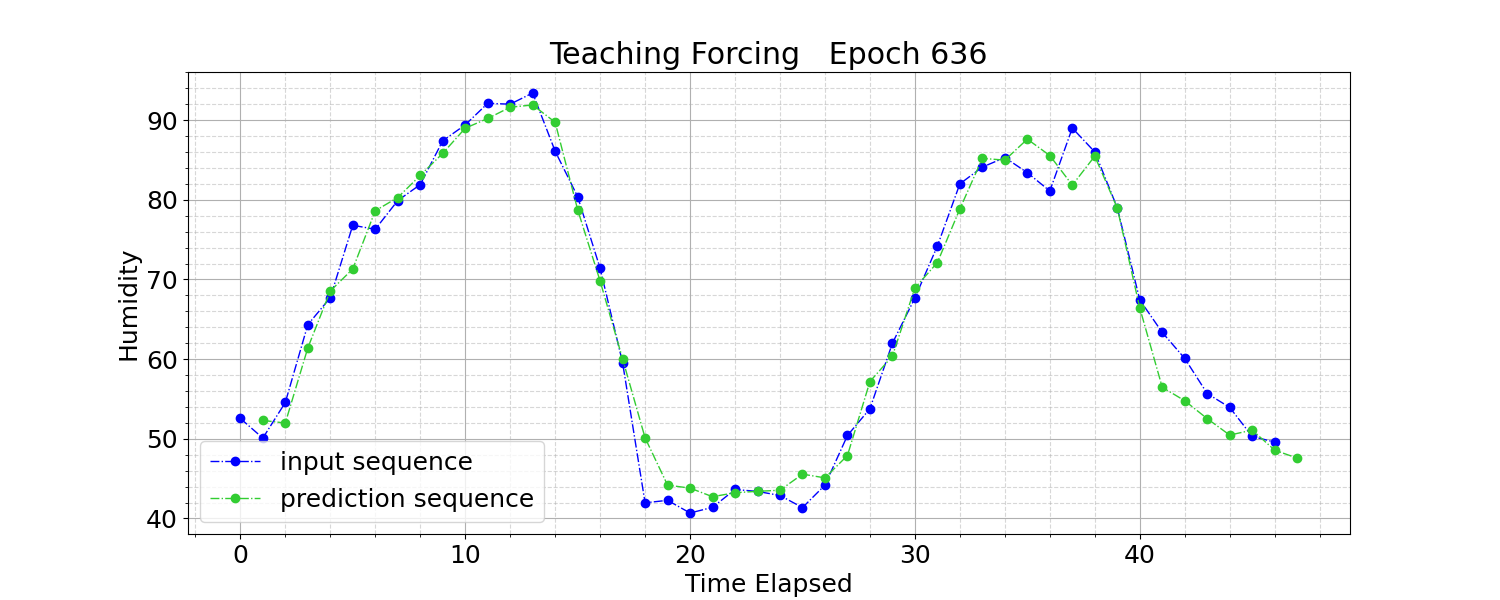 Teaching Forcing   Epoch 636
Humidity
90
80
70
60
50
40
input sequence
prediction sequence
0 10 20 30 40
Time Elapsed